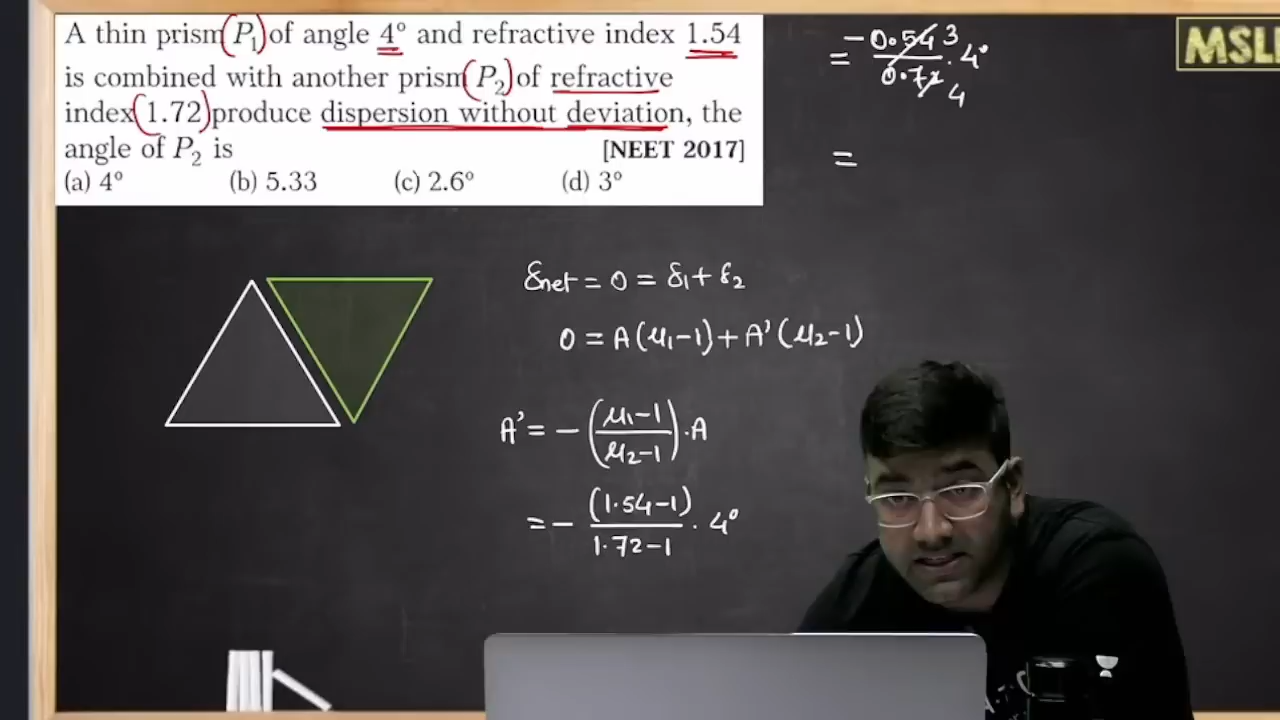 A thin prism (P₁) of angle 4° and refractive index 1.54
is combined with another prism (P₂) of refractive
index (1.72) produce dispersion without deviation, the
angle of P₂ is [NEET 2017]
(a) 4° (b) 5.33 (c) 2.6° (d) 3°
= -0.54 3 / 0.72 4 . 4°
=
MSL
δnet = 0 = δ₁ + δ₂
0 = A(μ₁-1) + A'(μ₂-1)
A' = - (μ₁-1 / μ₂-1) . A
= - (1.54-1) / 1.72-1 . 4°